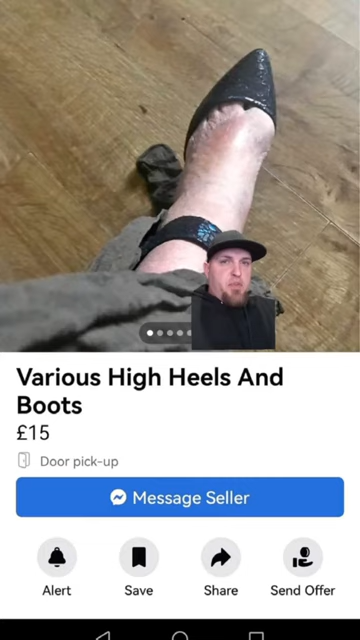 Various High Heels And
Boots
£15
Door pick-up
Message Seller
Alert
Save
Share
Send Offer